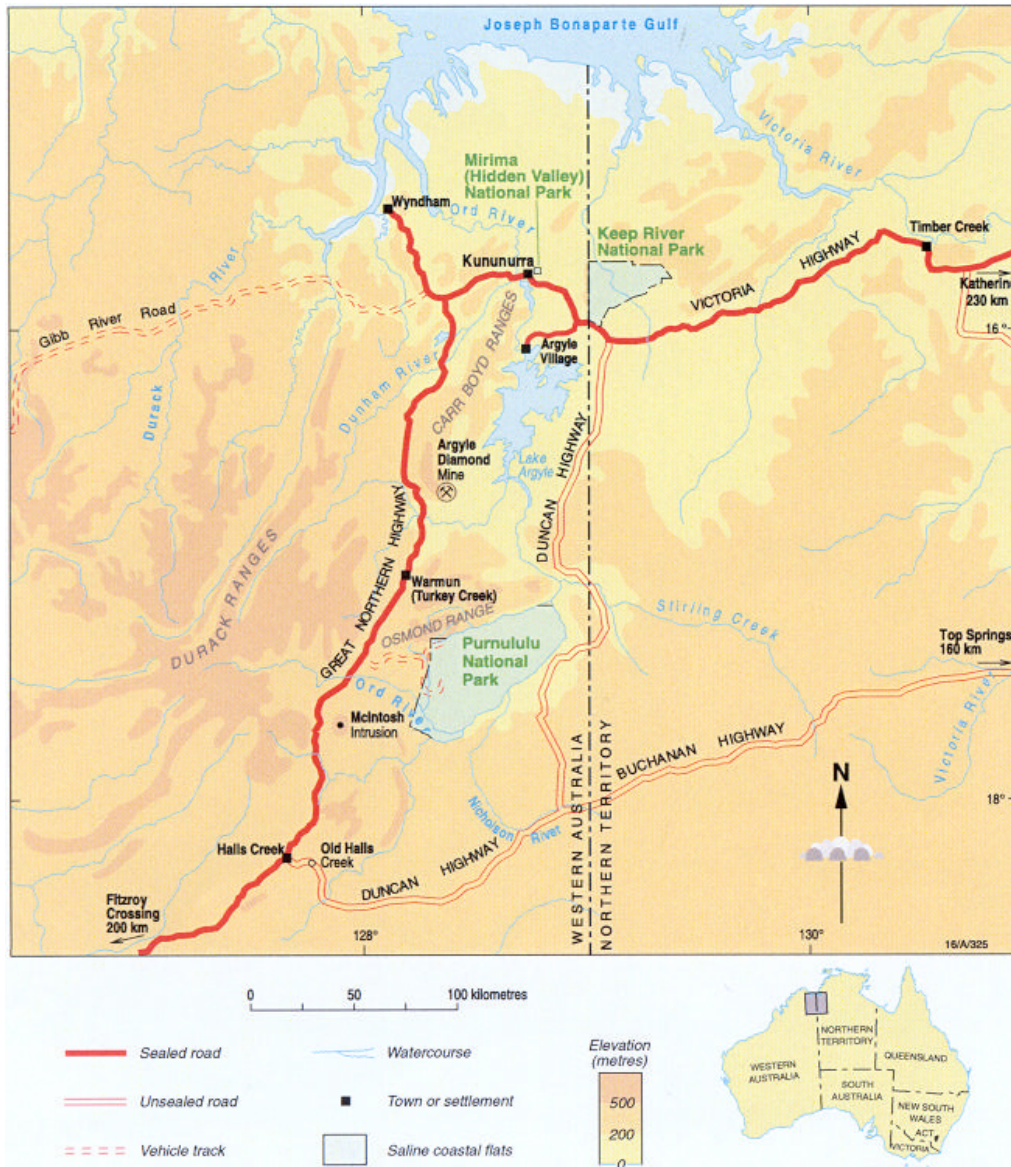 Joseph Bonaparte Gulf
Victoria River
Mirima
(Hidden Valley)
National Park
Wyndham
Ord River
Keep River
National Park
Timber Creek
Kununurra
VICTORIA HIGHWAY
Katherine
230 km
Gibb River Road
16°
Durack River
Dunham River
CARR BOYD RANGES
Argyle
Village
Argyle
Diamond
Mine
Lake
Argyle
DUNCAN HIGHWAY
GREAT NORTHERN HIGHWAY
DURACK RANGES
Warmun
(Turkey Creek)
OSMOND RANGE
Stirling Creek
Purnululu
National
Park
Top Springs
160 km
Ord River
McIntosh
Intrusion
Victoria River
BUCHANAN HIGHWAY
WESTERN AUSTRALIA
NORTHERN TERRITORY
N
18°
Nicholson River
Halls Creek
Old Halls
Creek
DUNCAN HIGHWAY
Fitzroy
Crossing
200 km
128°
130°
16/A/325
0 50 100 kilometres
Sealed road
Unsealed road
Vehicle track
Watercourse
Town or settlement
Saline coastal flats
Elevation
(metres)
500
200
0
WESTERN
AUSTRALIA
NORTHERN
TERRITORY
QUEENSLAND
SOUTH
AUSTRALIA
NEW SOUTH
WALES
ACT
VICTORIA